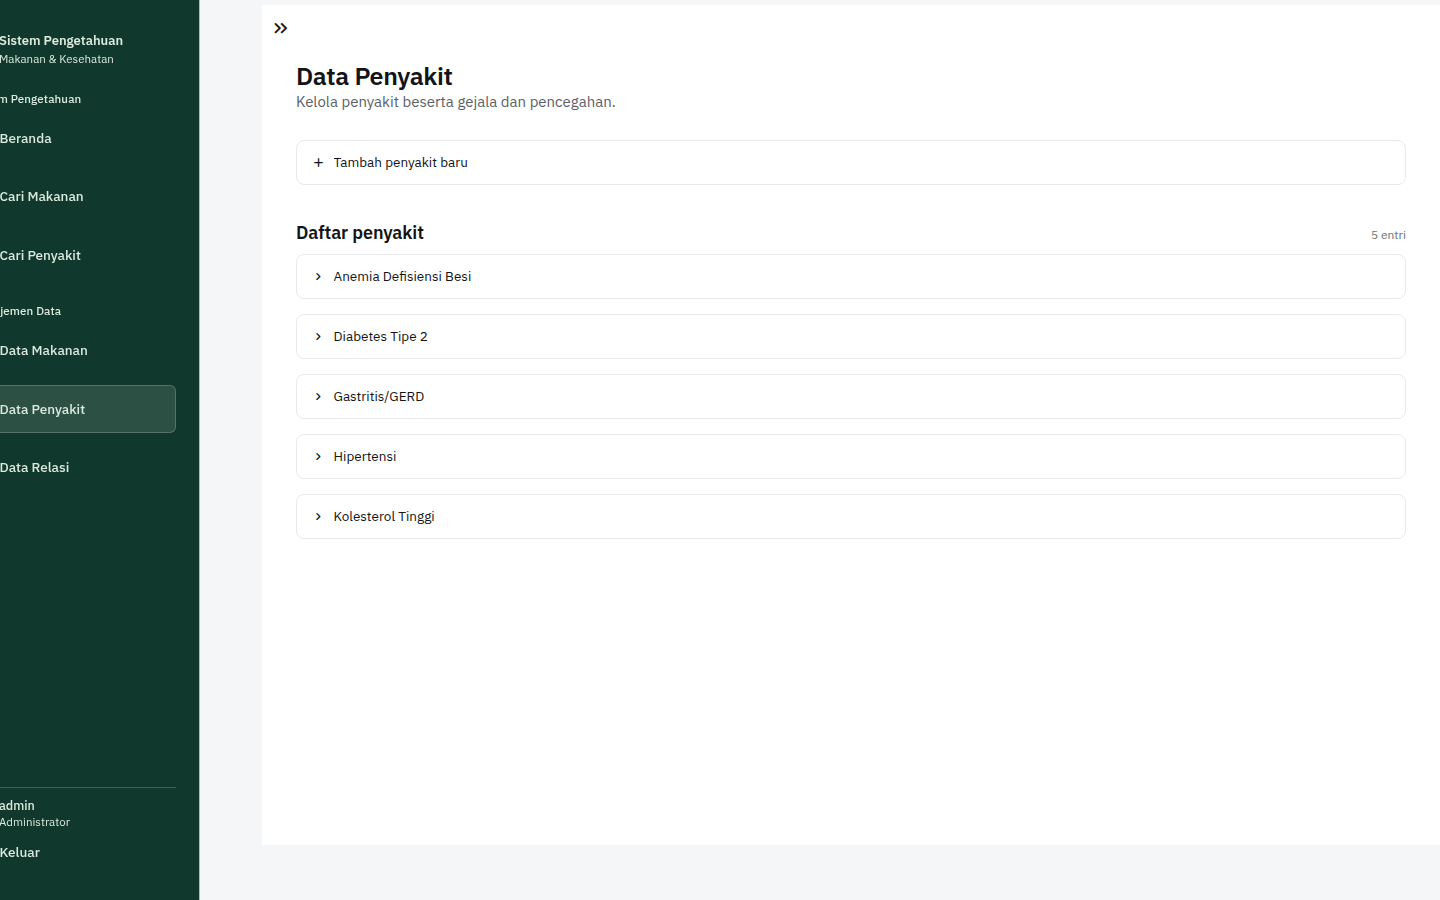 Sistem Pengetahuan
Makanan & Kesehatan
m Pengetahuan
Beranda
Cari Makanan
Cari Penyakit
jemen Data
Data Makanan
Data Penyakit
Data Relasi
admin
Administrator
Keluar
Data Penyakit
Kelola penyakit beserta gejala dan pencegahan.
Tambah penyakit baru
Daftar penyakit
5 entri
Anemia Defisiensi Besi
Diabetes Tipe 2
Gastritis/GERD
Hipertensi
Kolesterol Tinggi